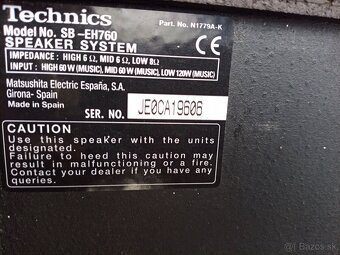 Technics
Part. No. N1779A-K
Model No. SB-EH760
SPEAKER SYSTEM
CE
IMPEDANCE : HIGH 6 Ω, MID 6 Ω, LOW 8 Ω
INPUT : HIGH 60 W (MUSIC), MID 60 W (MUSIC), LOW 120W (MUSIC)
Matsushita Electric España, S.A.
Girona- Spain
Made in Spain
SER. NO. JE0CA19606
CAUTION
Use this speaker with the units
designated.
Failure to heed this caution may
result in malfunctioning or a fire.
Contact your dealer if you have any
queries.
Bazos.sk